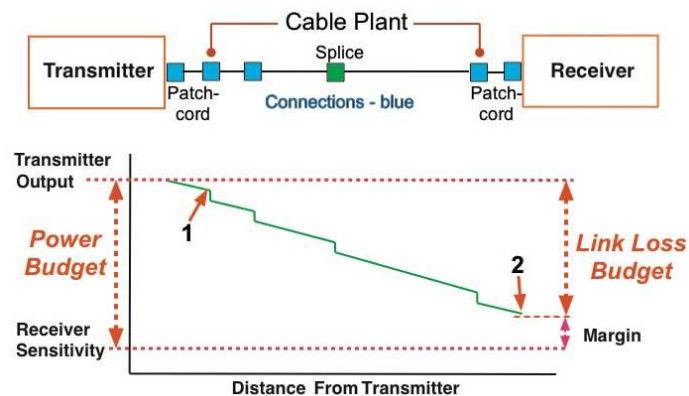 Cable Plant
Transmitter
Splice
Receiver
Patch-
cord
Connections - blue
Patch-
cord
Transmitter
Output
1
Power
Budget
2
Link Loss
Budget
Receiver
Sensitivity
Margin
Distance From Transmitter